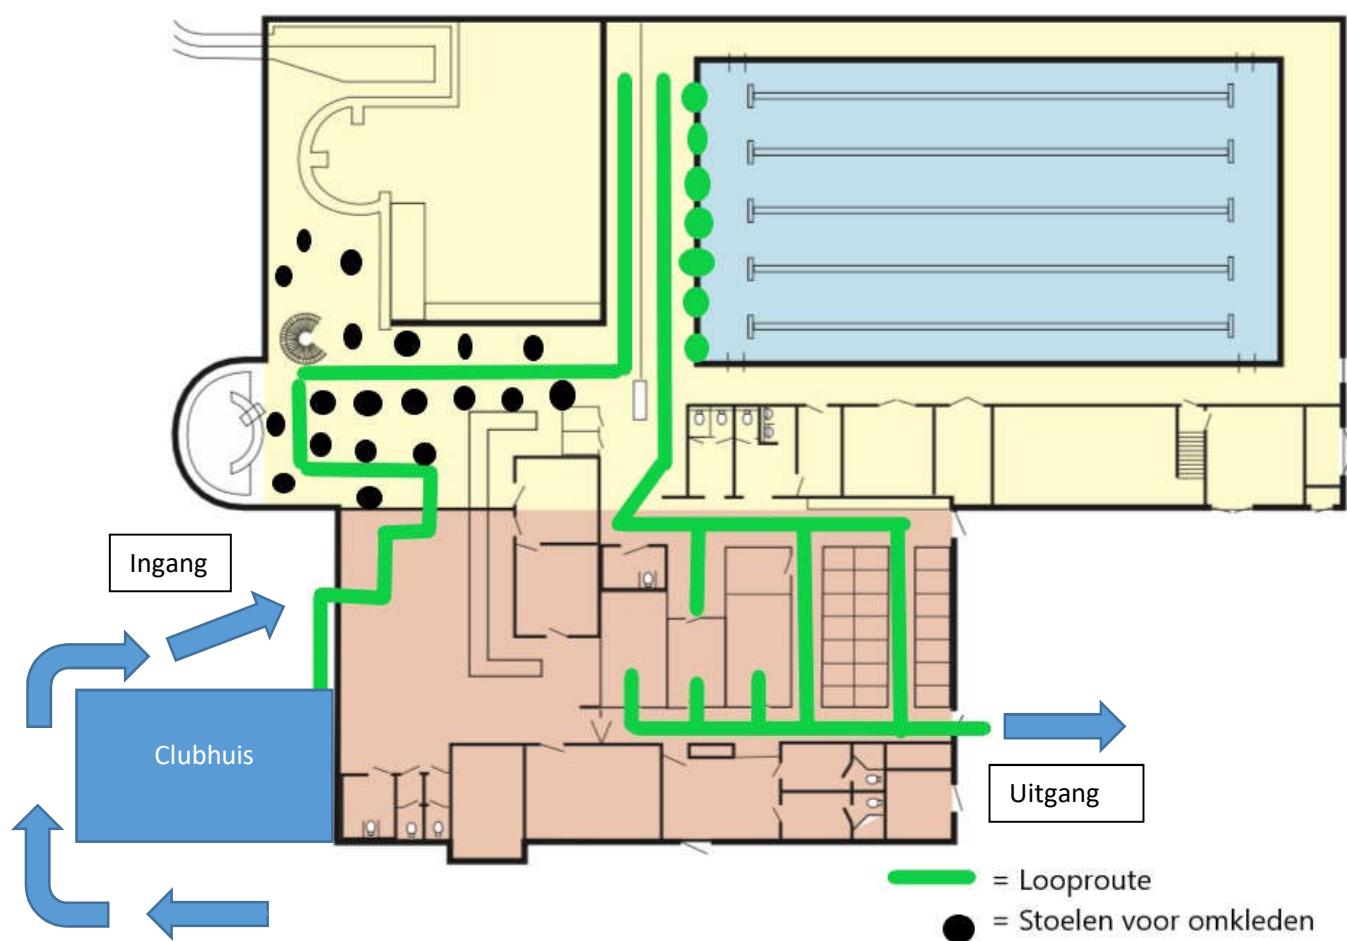 Ingang
Clubhuis
Uitgang
= Looproute
= Stoelen voor omkleden